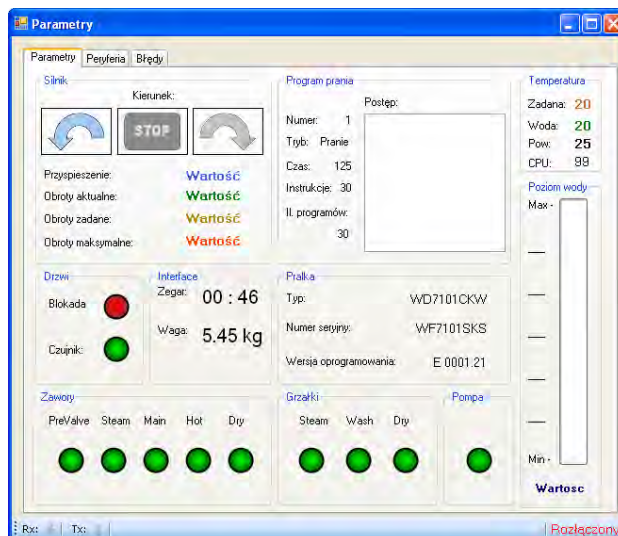 Parametry
Parametry Peryferia Błędy
Silnik
Kierunek:
STOP
Przyspieszenie: Wartość
Obroty aktualne: Wartość
Obroty zadane: Wartość
Obroty maksymalne: Wartość
Program prania
Postęp:
Numer: 1
Tryb: Pranie
Czas: 125
Instrukcje: 30
Il. programów:
30
Temperatura
Zadana: 20
Woda: 20
Pow: 25
CPU: 99
Poziom wody
Max -
Min -
Wartosc
Drzwi
Blokada
Czujnik:
Interface
Zegar: 00 : 46
Waga: 5.45 kg
Pralka
Typ: WD7101CKW
Numer seryjny: WF7101SKS
Wersja oprogramowania: E 0001.21
Zawory
PreValve Steam Main Hot Dry
Grzałki
Steam Wash Dry
Pompa
Rx: Tx: Rozłączony